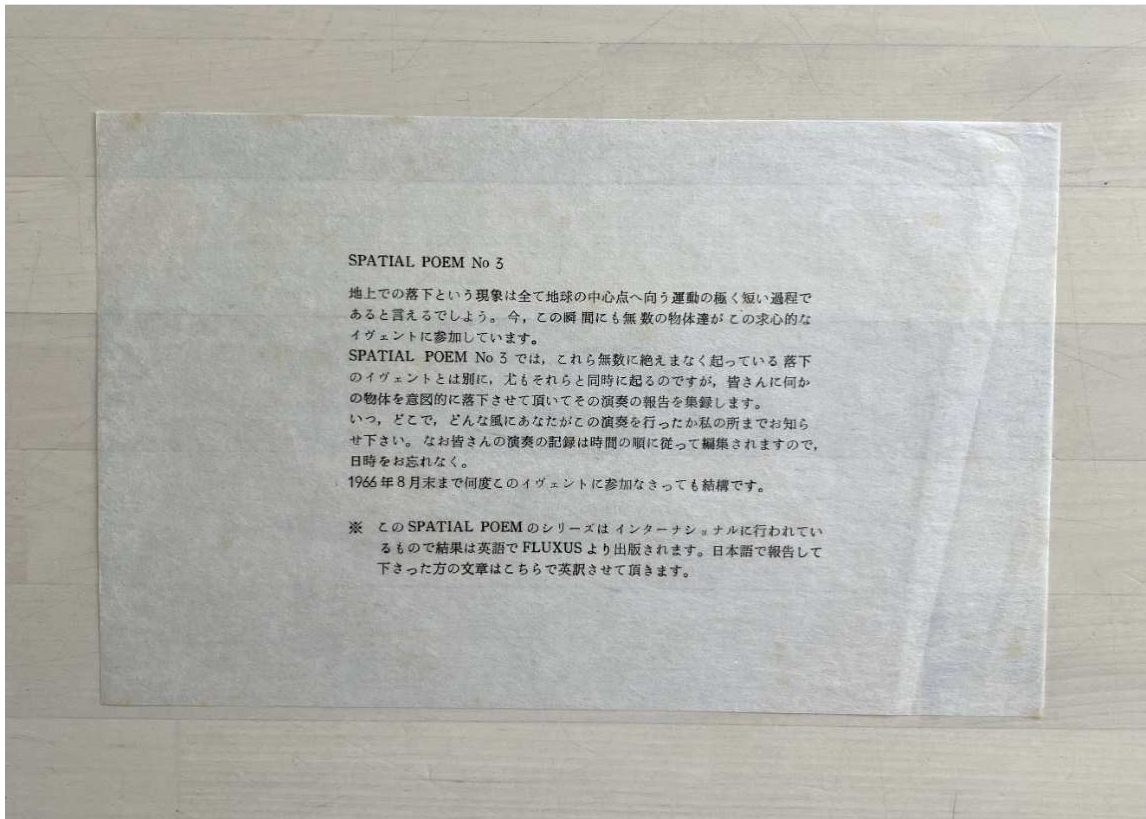 SPATIAL POEM No 3
地上での落下という現象は全て地球の中心点へ向う運動の極く短い過程で
あると言えるでしよう。今，この瞬間にも無数の物体達がこの求心的な
イヴェントに参加しています。
SPATIAL POEM No 3 では，これら無数に絶えまなく起っている落下
のイヴェントとは別に，尤もそれらと同時に起るのですが，皆さんに何か
の物体を意図的に落下させて頂いてその演奏の報告を集録します。
いつ，どこで，どんな風にあなたがこの演奏を行ったか私の所までお知ら
せ下さい。なお皆さんの演奏の記録は時間の順に従って編集されますので，
日時をお忘れなく。
1966年8月末まで何度このイヴェントに参加なさっても結構です。
※ このSPATIAL POEMのシリーズはインターナショナルに行われてい
るもので結果は英語でFLUXUSより出版されます。日本語で報告して
下さった方の文章はこちらで英訳させて頂きます。